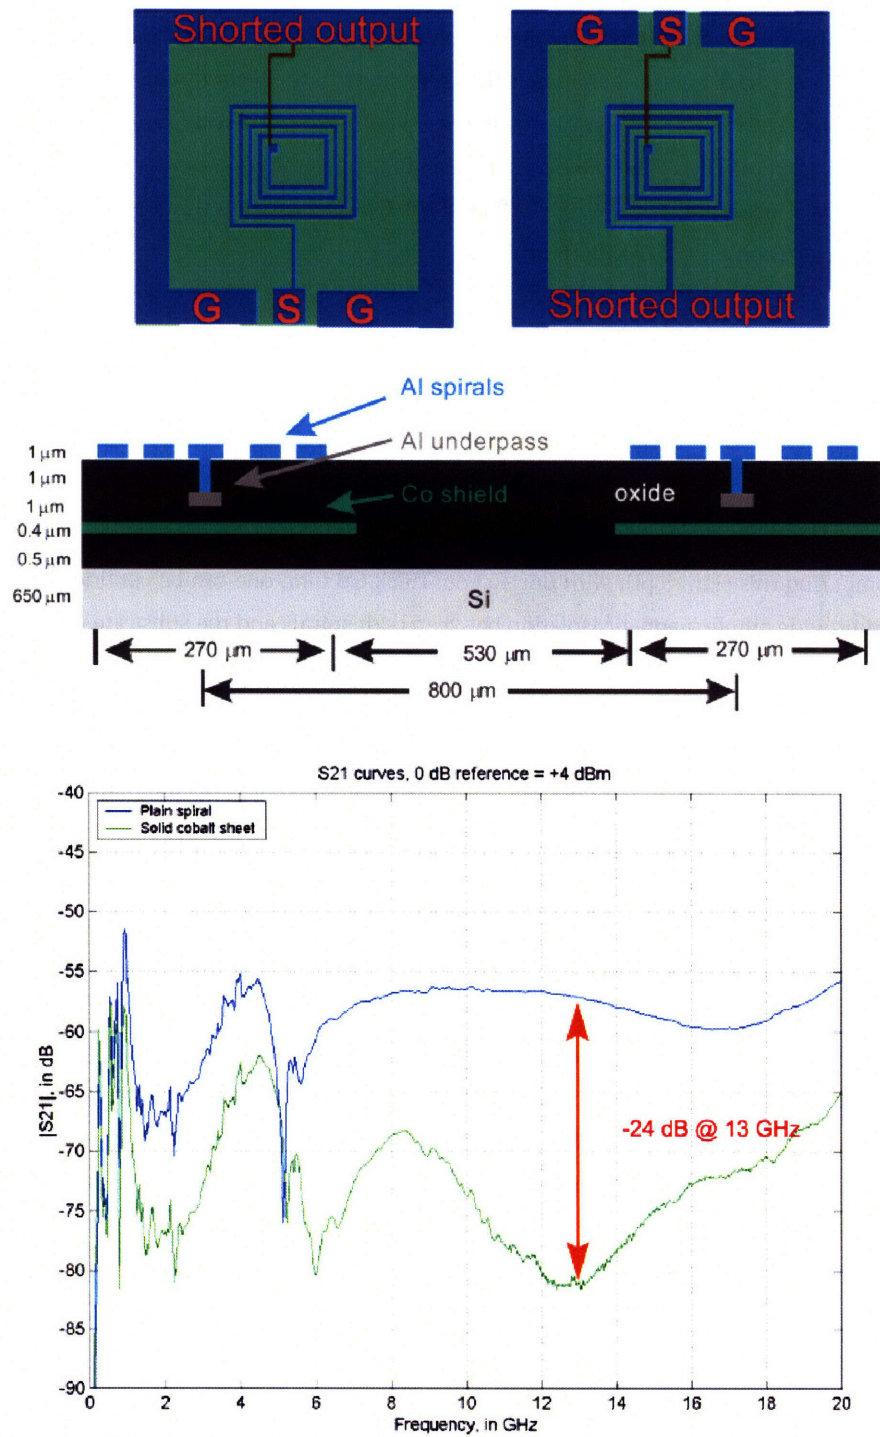 Shorted output
G S G
G S G
Shorted output
Al spirals
Al underpass
Co shield
oxide
1 μm
1 μm
1 μm
0.4 μm
0.5 μm
650 μm
Si
270 μm
530 μm
270 μm
800 μm
S21 curves, 0 dB reference = +4 dBm
Plain spiral
Solid cobalt sheet
|S21|, in dB
-40
-45
-50
-55
-60
-65
-70
-75
-80
-85
-90
-24 dB @ 13 GHz
0 2 4 6 8 10 12 14 16 18 20
Frequency, in GHz